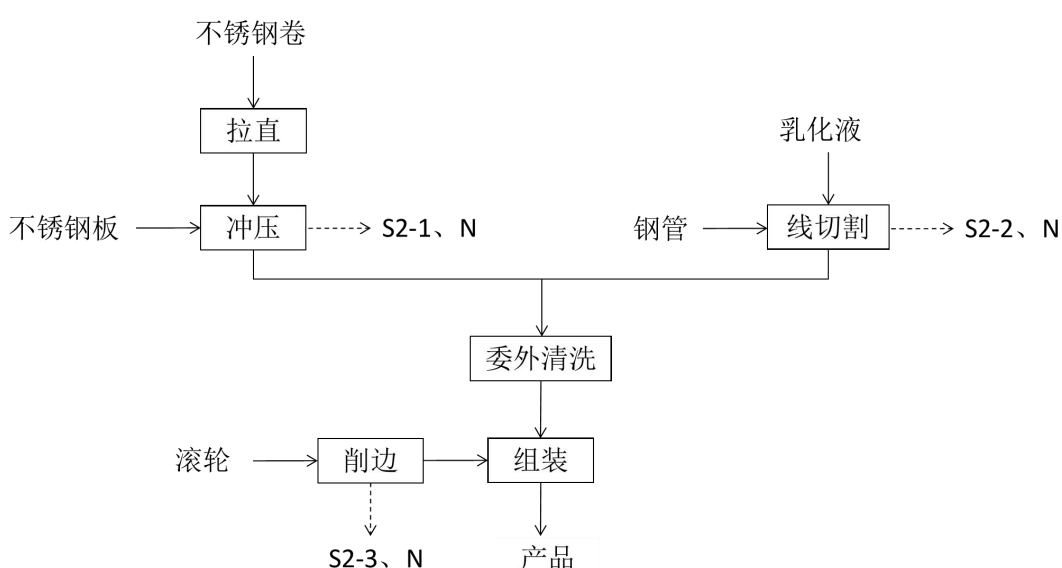 不锈钢卷
拉直
乳化液
不锈钢板
冲压
S2-1、N
钢管
线切割
S2-2、N
委外清洗
滚轮
削边
组装
S2-3、N
产品